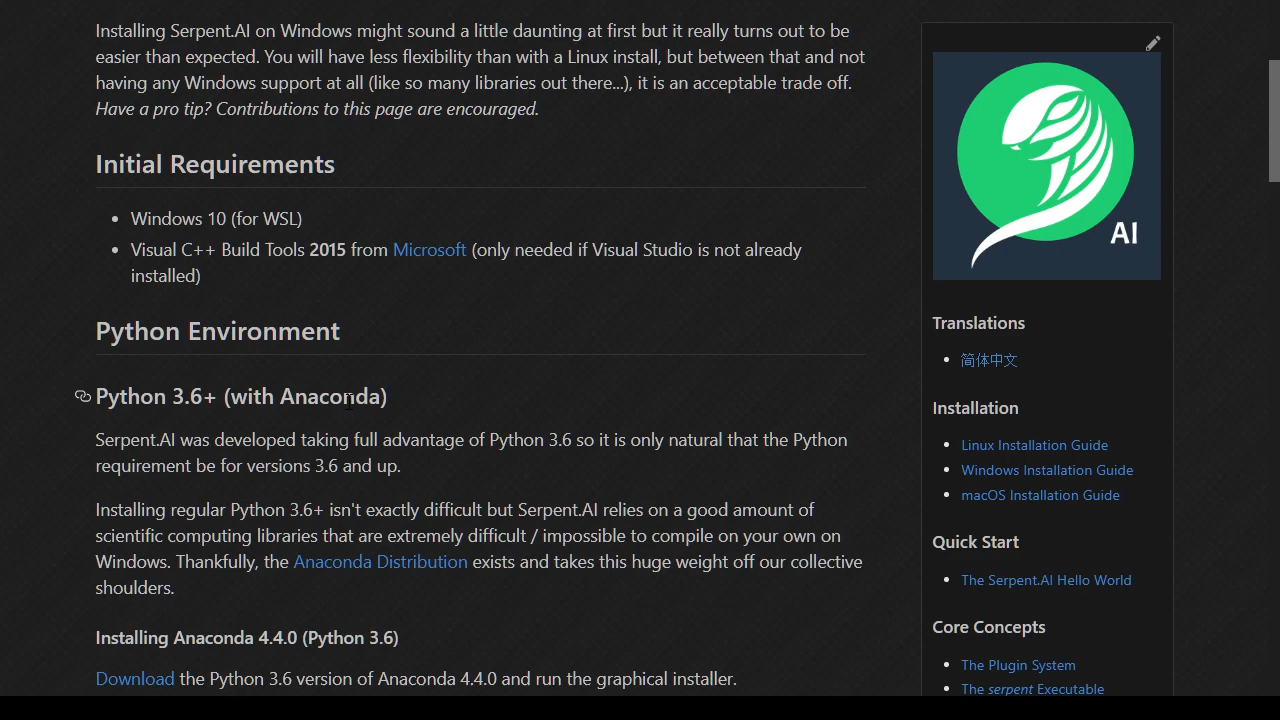 Installing Serpent.AI on Windows might sound a little daunting at first but it really turns out to be
easier than expected. You will have less flexibility than with a Linux install, but between that and not
having any Windows support at all (like so many libraries out there...), it is an acceptable trade off.
Have a pro tip? Contributions to this page are encouraged.
Initial Requirements
Windows 10 (for WSL)
Visual C++ Build Tools 2015 from Microsoft (only needed if Visual Studio is not already
installed)
Python Environment
Python 3.6+ (with Anaconda)
Serpent.AI was developed taking full advantage of Python 3.6 so it is only natural that the Python
requirement be for versions 3.6 and up.
Installing regular Python 3.6+ isn't exactly difficult but Serpent.AI relies on a good amount of
scientific computing libraries that are extremely difficult / impossible to compile on your own on
Windows. Thankfully, the Anaconda Distribution exists and takes this huge weight off our collective
shoulders.
Installing Anaconda 4.4.0 (Python 3.6)
Download the Python 3.6 version of Anaconda 4.4.0 and run the graphical installer.
AI
Translations
简体中文
Installation
Linux Installation Guide
Windows Installation Guide
macOS Installation Guide
Quick Start
The Serpent.AI Hello World
Core Concepts
The Plugin System
The serpent Executable